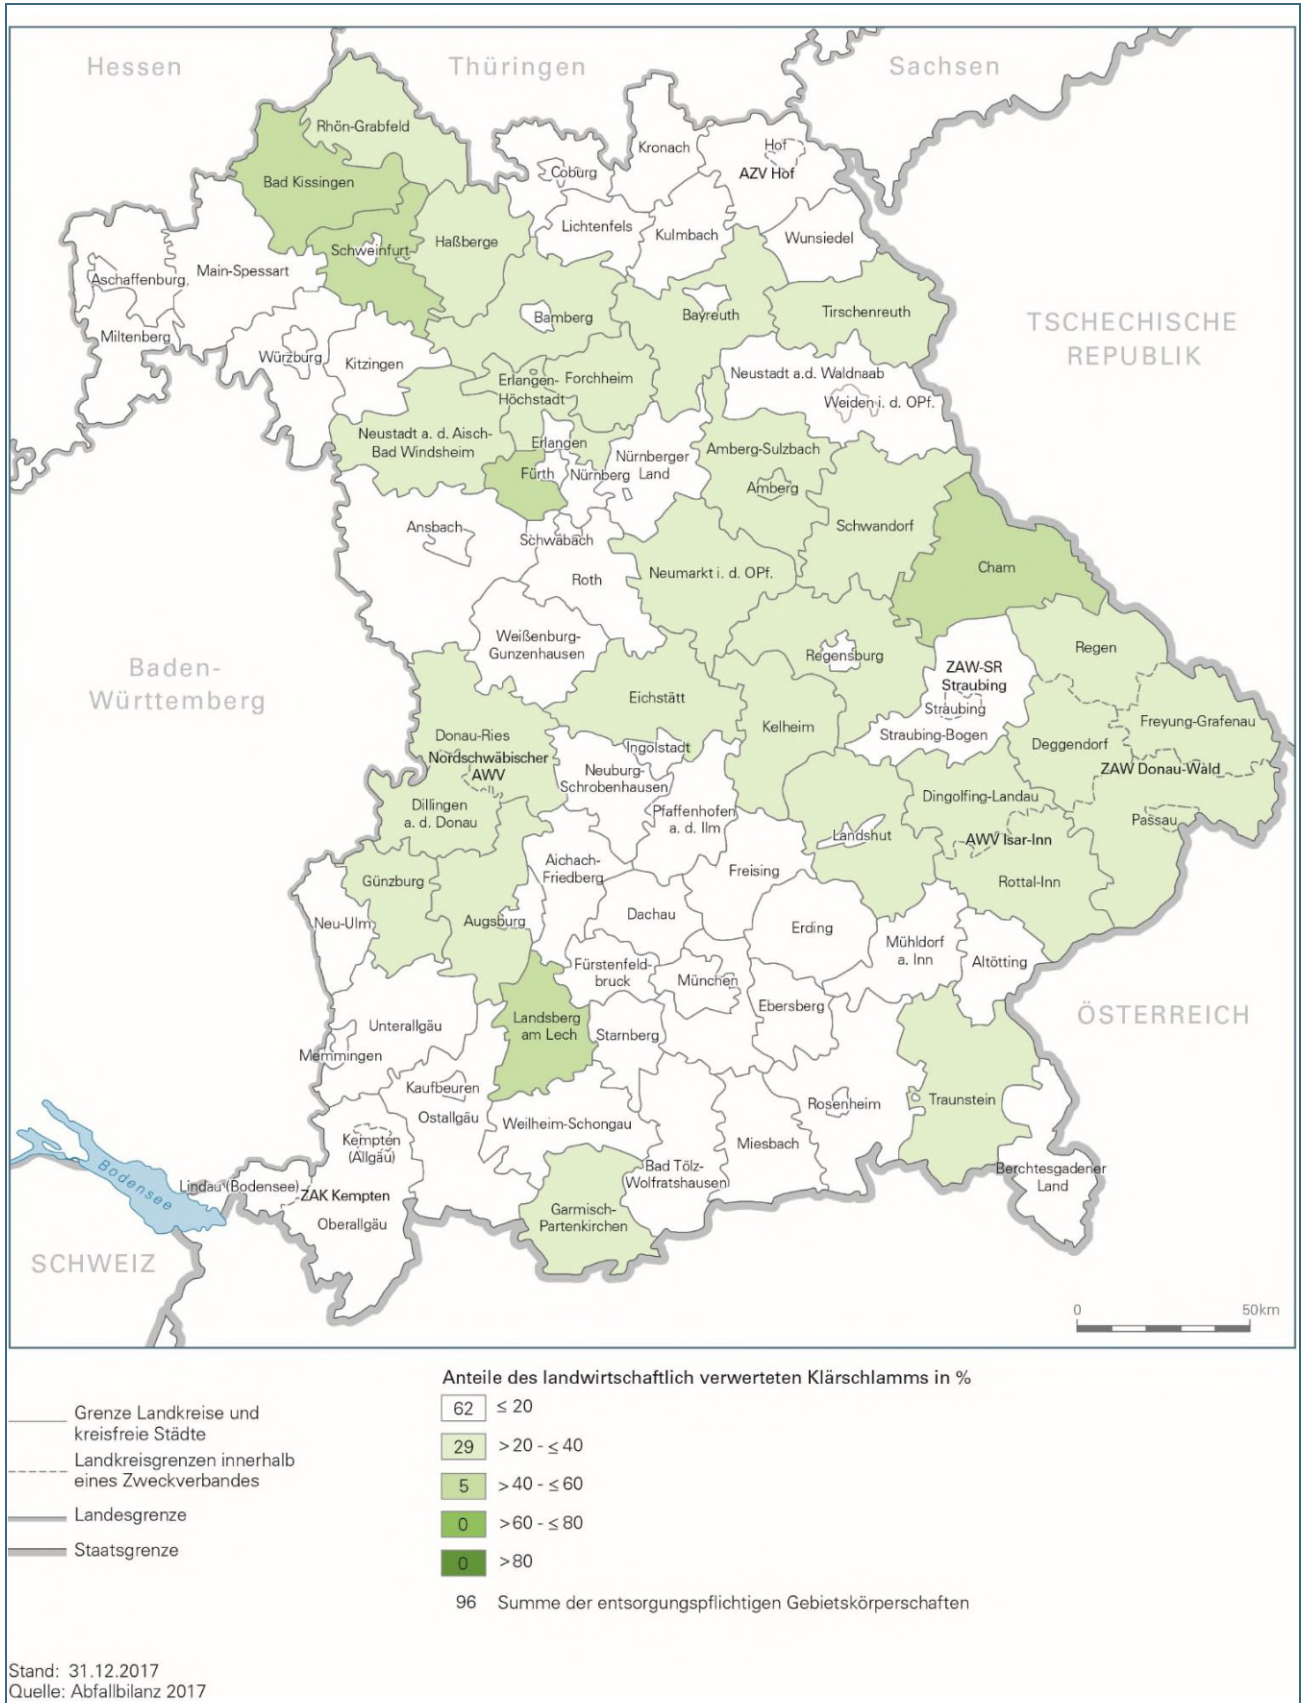 Hessen
Thüringen
Sachsen
Rhön-Grabfeld
Kronach
Hof
AZV Hof
Coburg
Bad Kissingen
Lichtenfels
Kulmbach
Wunsiedel
Schweinfurt
Haßberge
Main-Spessart
Aschaffenburg
Bayreuth
Tirschenreuth
Bamberg
TSCHECHISCHE
REPUBLIK
Miltenberg
Würzburg
Kitzingen
Neustadt a.d. Waldnaab
Erlangen-
Höchstadt
Forchheim
Weiden i. d. OPf.
Neustadt a. d. Aisch-
Bad Windsheim
Erlangen
Amberg-Sulzbach
Fürth
Nürnberg
Nürnberger
Land
Amberg
Ansbach
Schwabach
Schwandorf
Cham
Roth
Neumarkt i. d. OPf.
Weißenburg-
Gunzenhausen
Regensburg
Regen
Baden-
Württemberg
ZAW-SR
Straubing
Straubing
Eichstätt
Kelheim
Freyung-Grafenau
Straubing-Bogen
Deggendorf
Donau-Ries
Nordschwäbischer
AWV
Ingolstadt
Neuburg-
Schrobenhausen
ZAW Donau-Wald
Dillingen
a. d. Donau
Dingolfing-Landau
Pfaffenhofen
a. d. Ilm
Passau
Landshut
AWV Isar-Inn
Aichach-
Friedberg
Freising
Günzburg
Rottal-Inn
Neu-Ulm
Augsburg
Dachau
Erding
Mühldorf
a. Inn
Altötting
Fürstenfeld-
bruck
München
Ebersberg
Landsberg
am Lech
Starnberg
ÖSTERREICH
Unterallgäu
Memmingen
Kaufbeuren
Ostallgäu
Rosenheim
Traunstein
Weilheim-Schongau
Miesbach
Kempten
(Allgäu)
Bad Tölz-
Wolfratshausen
Berchtesgadener
Land
Bodensee
Lindau (Bodensee)
ZAK Kempten
Oberallgäu
Garmisch-
Partenkirchen
SCHWEIZ
0 50km
Anteile des landwirtschaftlich verwerteten Klärschlamms in %
Grenze Landkreise und
kreisfreie Städte
Landkreisgrenzen innerhalb
eines Zweckverbandes
Landesgrenze
Staatsgrenze
62 ≤ 20
29 >20 - ≤ 40
5 >40 - ≤ 60
0 >60 - ≤ 80
0 >80
96 Summe der entsorgungspflichtigen Gebietskörperschaften
Stand: 31.12.2017
Quelle: Abfallbilanz 2017